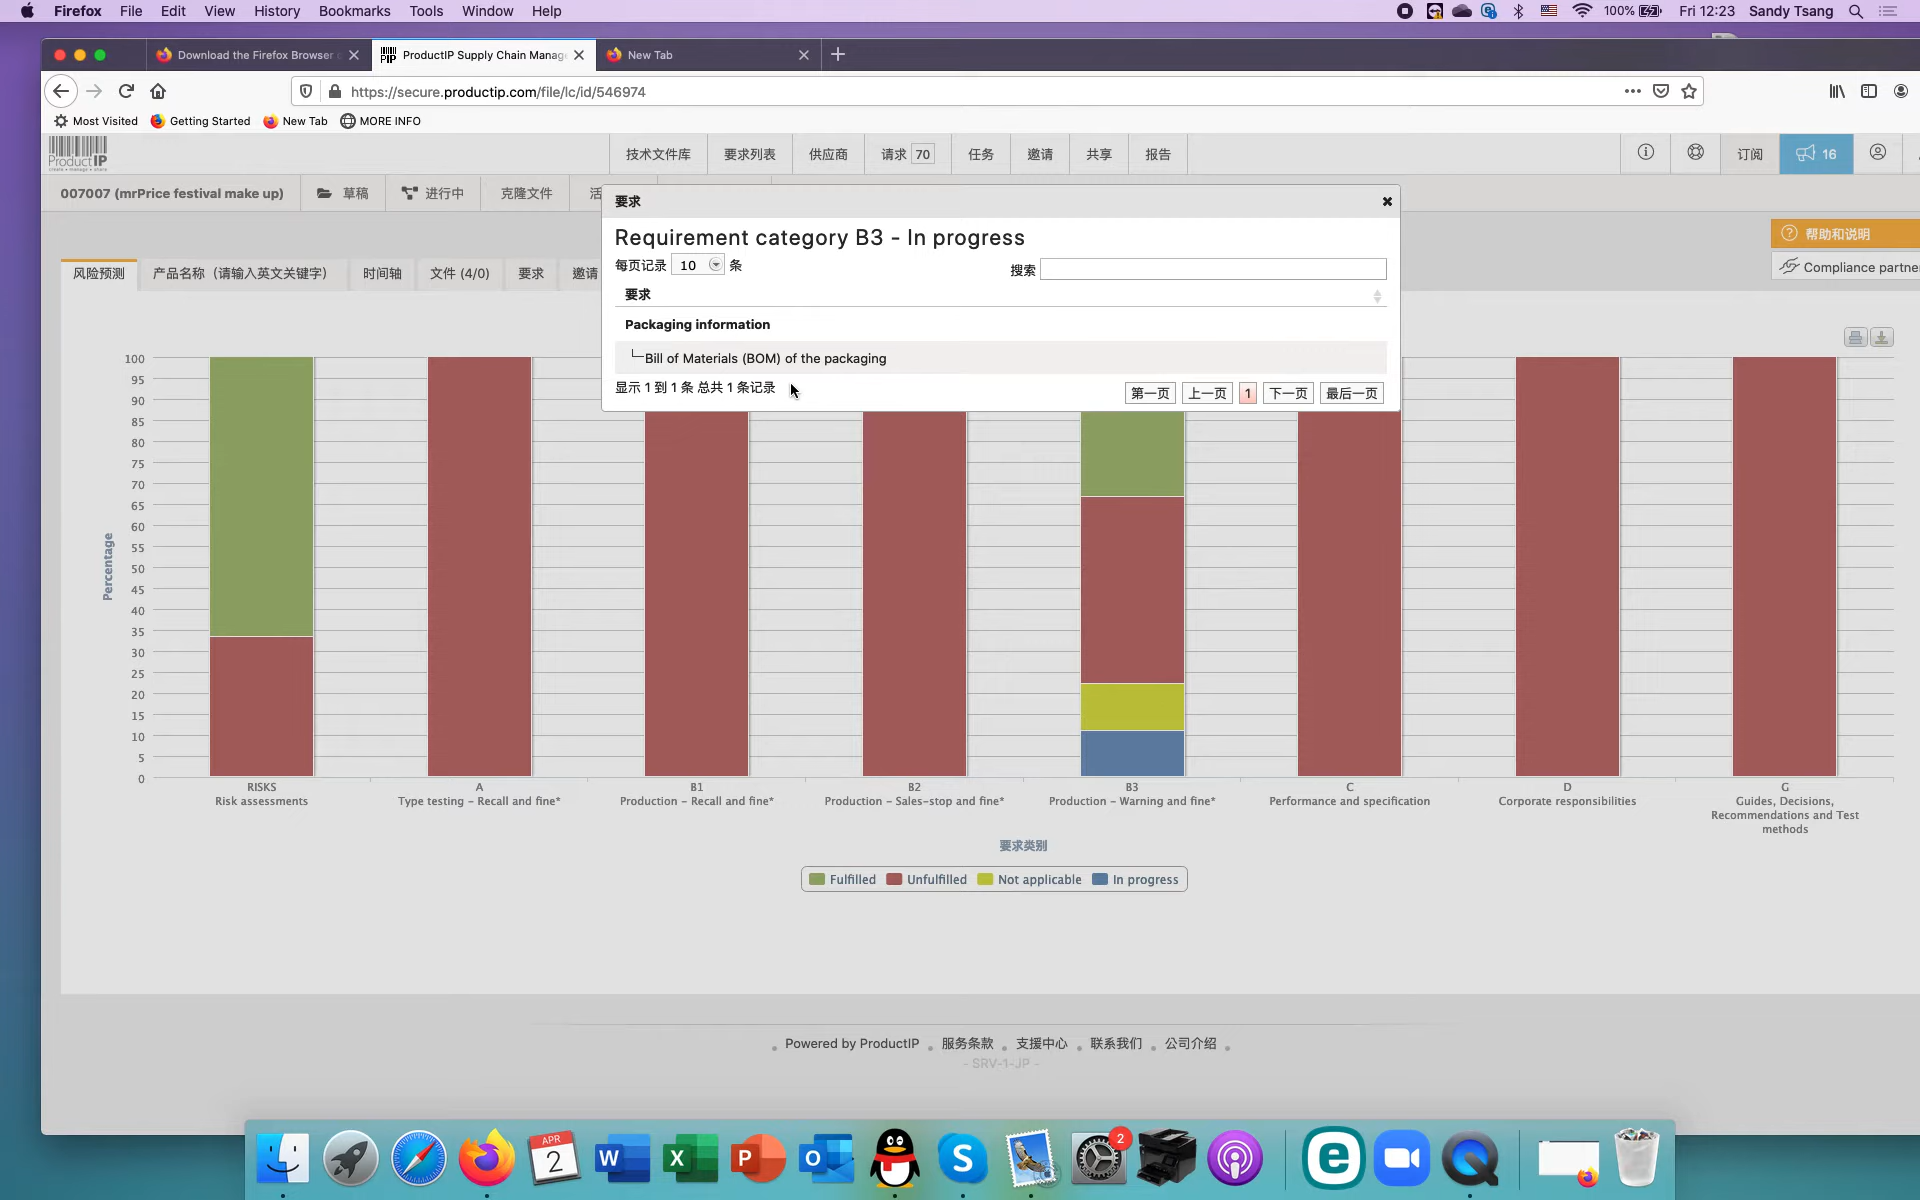 Firefox File Edit View History Bookmarks Tools Window Help 100% Fri 12:23 Sandy Tsang
Download the Firefox Browser ProductIP Supply Chain Manag New Tab
https://secure.productip.com/file/lc/id/546974
Most Visited Getting Started New Tab MORE INFO
ProductIP
create • manage • share
技术文件库 要求列表 供应商 请求 70 任务 邀请 共享 报告 订阅 16
007007 (mrPrice festival make up) 草稿 进行中 克隆文件 活
要求
Requirement category B3 - In progress
每页记录 10 条
搜索
要求
Packaging information
Bill of Materials (BOM) of the packaging
显示 1 到 1 条 总共 1 条记录
第一页 上一页 1 下一页 最后一页
帮助和说明
Compliance partne
风险预测 产品名称（请输入英文关键字） 时间轴 文件 (4/0) 要求 邀请
Percentage
100
95
90
85
80
75
70
65
60
55
50
45
40
35
30
25
20
15
10
5
0
RISKS
Risk assessments
A
Type testing - Recall and fine*
B1
Production - Recall and fine*
B2
Production - Sales-stop and fine*
B3
Production - Warning and fine*
C
Performance and specification
D
Corporate responsibilities
G
Guides, Decisions,
Recommendations and Test
methods
要求类别
Fulfilled Unfulfilled Not applicable In progress
Powered by ProductIP 服务条款 支援中心 联系我们 公司介绍
- SRV-1-JP -
APR
2
W X P O S 2